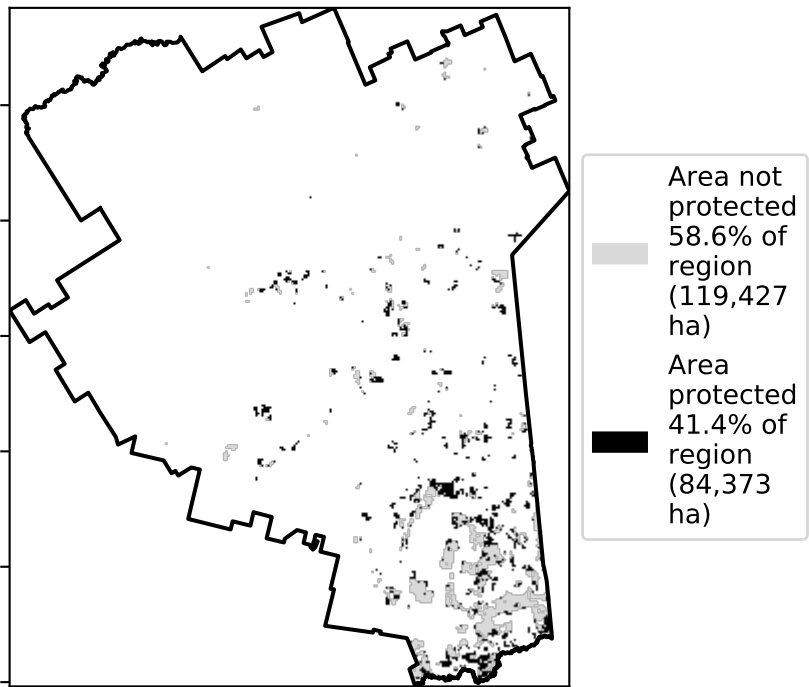 Area not
protected
58.6% of
region
(119,427
ha)
Area
protected
41.4% of
region
(84,373
ha)